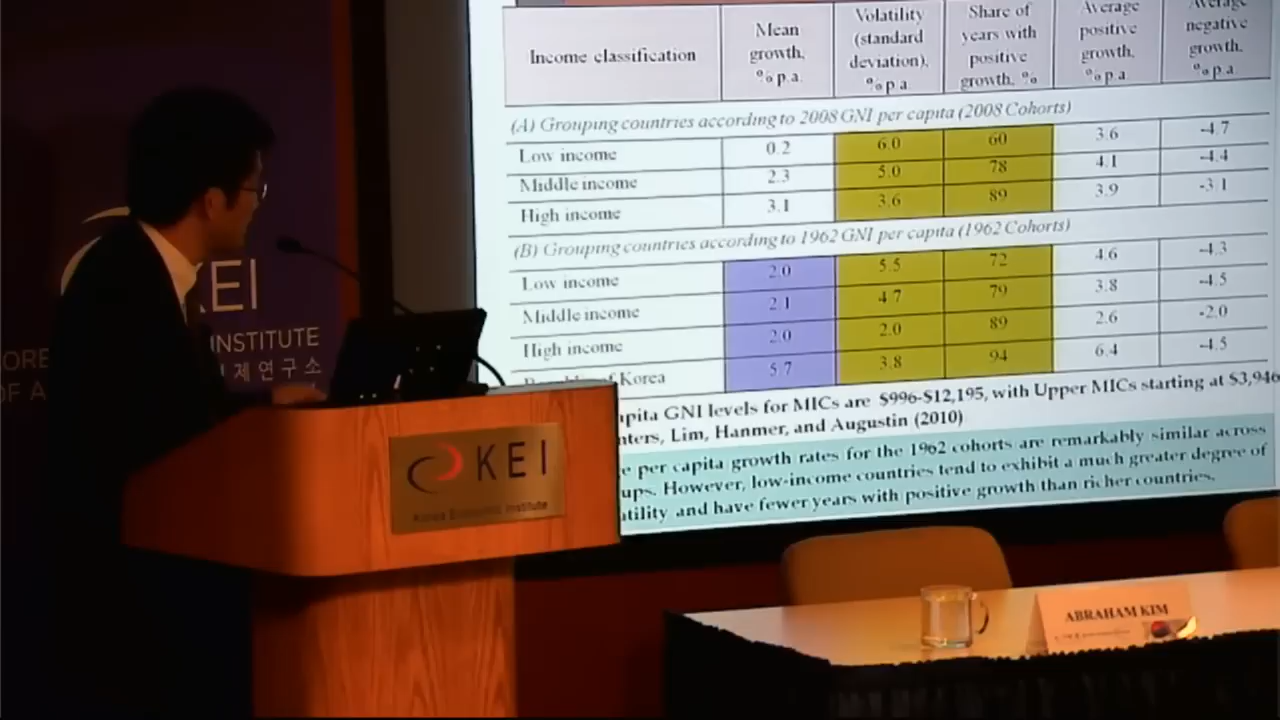 Income classification
Mean growth, % p.a.
Volatility (standard deviation), % p.a.
Share of years with positive growth, %
Average positive growth, % p.a.
Average negative growth, % p.a.
(A) Grouping countries according to 2008 GNI per capita (2008 Cohorts)
Low income 0.2 6.0 60 3.6 -4.7
Middle income 2.3 5.0 78 4.1 -4.4
High income 3.1 3.6 89 3.9 -3.1
(B) Grouping countries according to 1962 GNI per capita (1962 Cohorts)
Low income 2.0 5.5 72 4.6 -4.3
Middle income 2.1 4.7 79 3.8 -4.5
High income 2.0 2.0 89 2.6 -2.0
Korea 5.7 3.8 94 6.4 -4.5
apita GNI levels for MICs are $996-$12,195, with Upper MICs starting at $3,946
nters, Lim, Hanmer, and Augustin (2010)
e per capita growth rates for the 1962 cohorts are remarkably similar across
ups. However, low-income countries tend to exhibit a much greater degree of
atility and have fewer years with positive growth than richer countries.
KEI
INSTITUTE
제연구소
ORE
OF A
KEI
Korea Economic Institute
ABRAHAM KIM